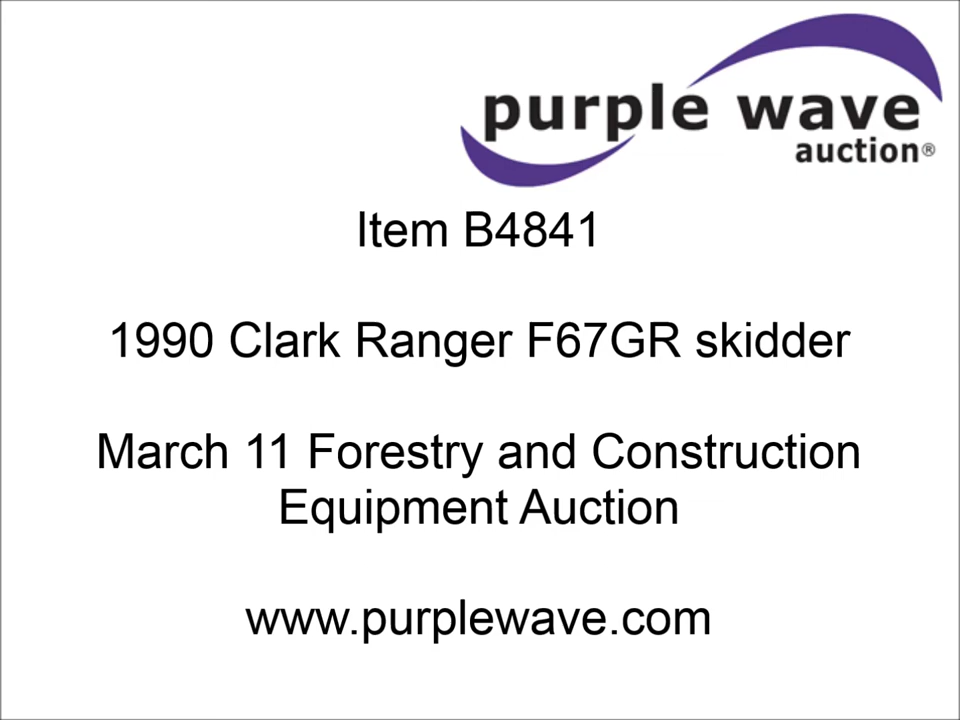 purple wave
auction®
Item B4841
1990 Clark Ranger F67GR skidder
March 11 Forestry and Construction
Equipment Auction
www.purplewave.com